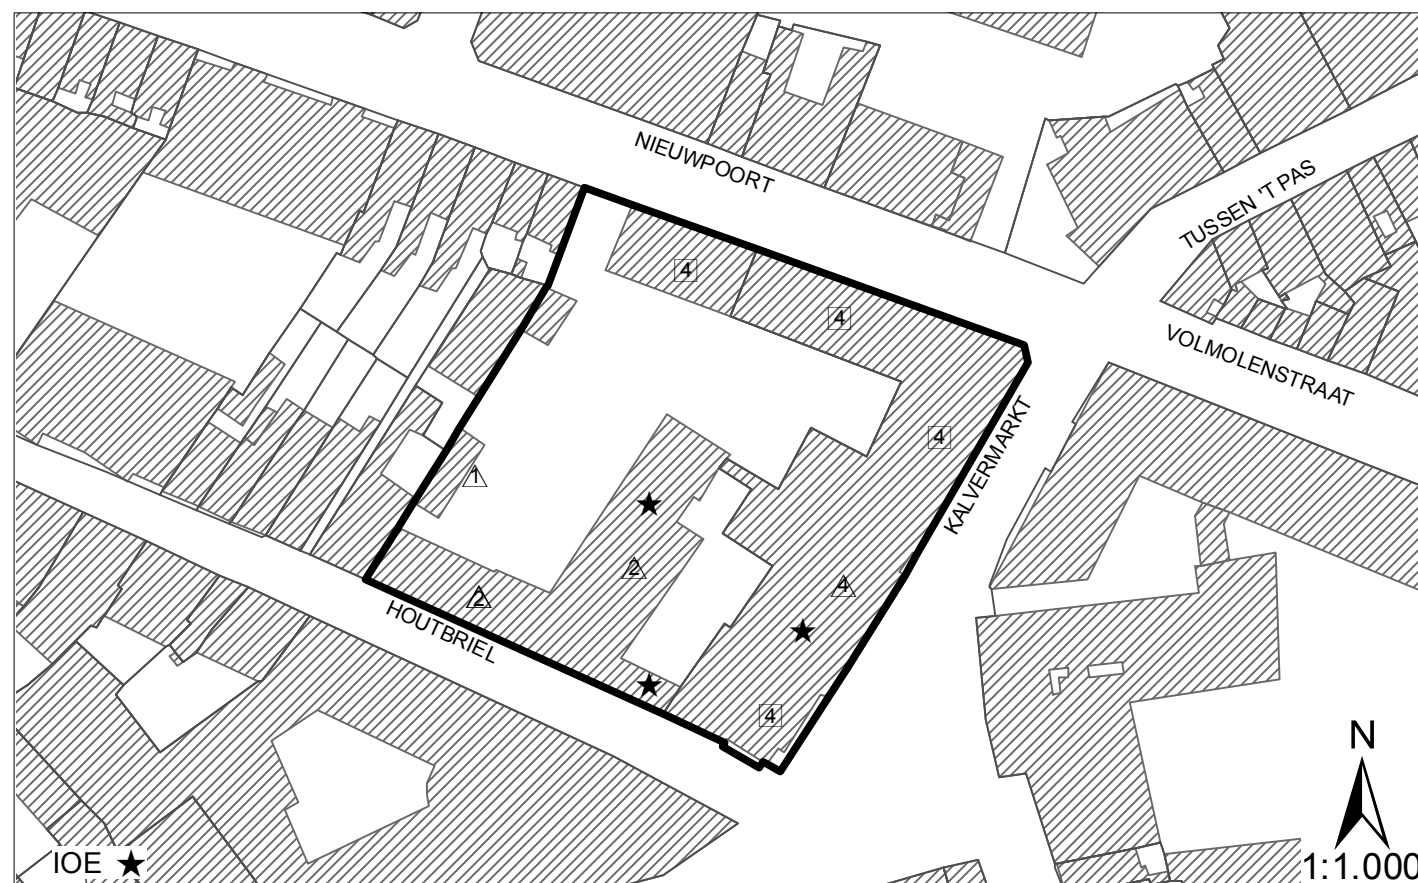 NIEUWPOORT
TUSSEN 'T PAS
4
4
VOLMOLENSTRAAT
4
KALVERMARKT
1
2
4
2
HOUTBRIEL
4
N
IOE
1:1.000